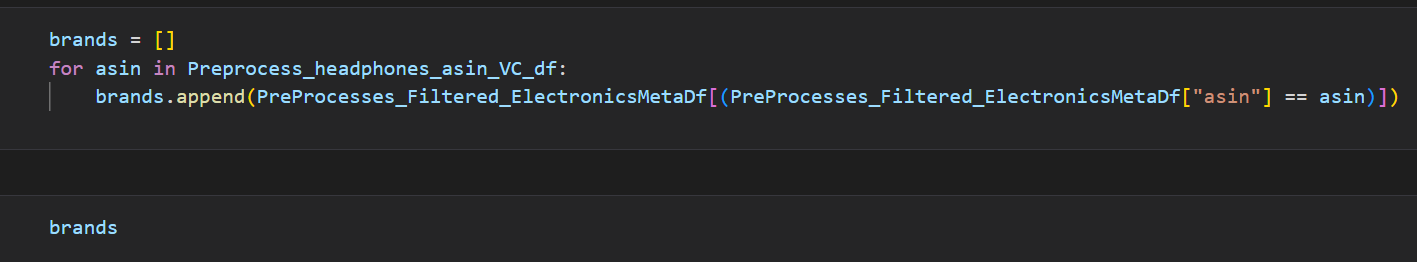 brands = []
for asin in Preprocess_headphones_asin_VC_df:
    brands.append(PreProcesses_Filtered_ElectronicsMetaDf[(PreProcesses_Filtered_ElectronicsMetaDf["asin"] == asin)])
brands